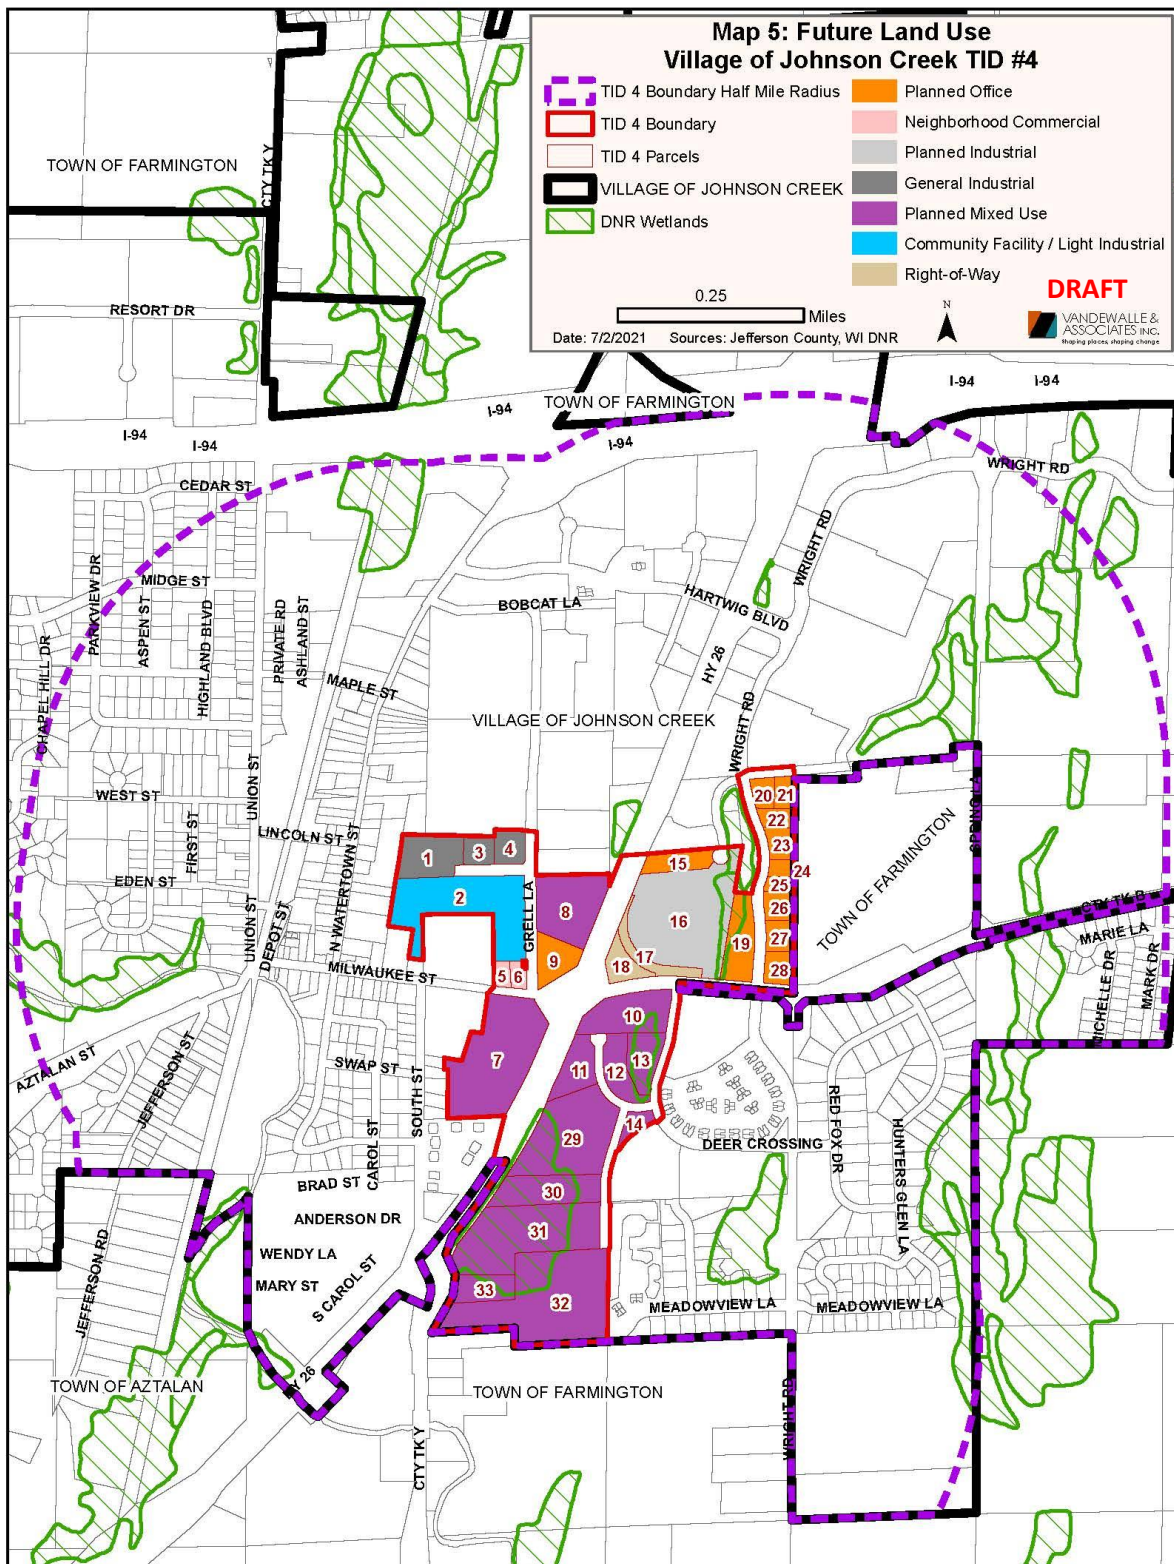 Map 5: Future Land Use
Village of Johnson Creek TID #4
TID 4 Boundary Half Mile Radius
TID 4 Boundary
TID 4 Parcels
VILLAGE OF JOHNSON CREEK
DNR Wetlands
Planned Office
Neighborhood Commercial
Planned Industrial
General Industrial
Planned Mixed Use
Community Facility / Light Industrial
Right-of-Way
0.25
Miles
N
DRAFT
VANDEWALLE &
ASSOCIATES INC.
Shaping places, shaping change
Date: 7/2/2021 Sources: Jefferson County, WI DNR
TOWN OF FARMINGTON
CTY TK Y
RESORT DR
I-94
I-94
TOWN OF FARMINGTON
I-94
I-94
I-94
I-94
WRIGHT RD
CEDAR ST
MIDGE ST
PARKVIEW DR
ASPEN ST
HIGHLAND BLVD
PRIVATE RD
ASHLAND ST
CHAPEL HILL DR
MAPLE ST
BOBCAT LA
HARTWIG BLVD
WRIGHT RD
HY 26
WRIGHT RD
VILLAGE OF JOHNSON CREEK
WEST ST
UNION ST
FIRST ST
LINCOLN ST
EDEN ST
N WATERTOWN ST
UNION ST
DEPOT ST
MILWAUKEE ST
GRELL LA
SPRING LA
TOWN OF FARMINGTON
CTY TK B
MARIE LA
MICHELLE DR
MARK DR
1
3
4
2
5
6
8
9
15
16
17
18
19
20
21
22
23
24
25
26
27
28
7
10
11
12
13
14
29
30
31
33
32
AZTALAN ST
JEFFERSON ST
SWAP ST
SOUTH ST
CAROL ST
BRAD ST
ANDERSON DR
WENDY LA
MARY ST
S CAROL ST
JEFFERSON RD
DEER CROSSING
RED FOX DR
HUNTERS GLEN LA
MEADOWVIEW LA
MEADOWVIEW LA
TOWN OF AZTALAN
HY 26
TOWN OF FARMINGTON
CTY TK Y
WRIGHT RD